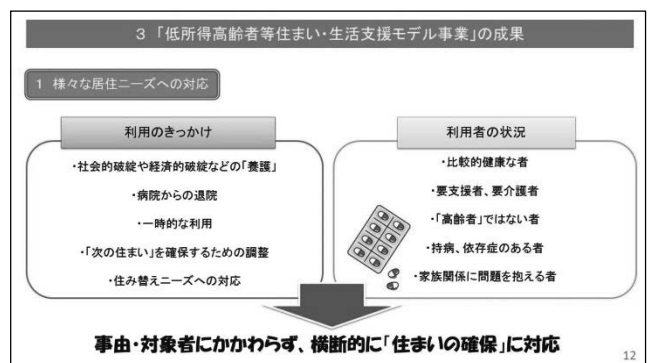 3 「低所得高齢者等住まい・生活支援モデル事業」の成果
1 様々な居住ニーズへの対応
利用のきっかけ
・社会的破綻や経済的破綻などの「養護」
・病院からの退院
・一時的な利用
・「次の住まい」を確保するための調整
・住み替えニーズへの対応
利用者の状況
・比較的健康な者
・要支援者、要介護者
・「高齢者」ではない者
・持病、依存症のある者
・家族関係に問題を抱える者
事由・対象者にかかわらず、横断的に「住まいの確保」に対応
12